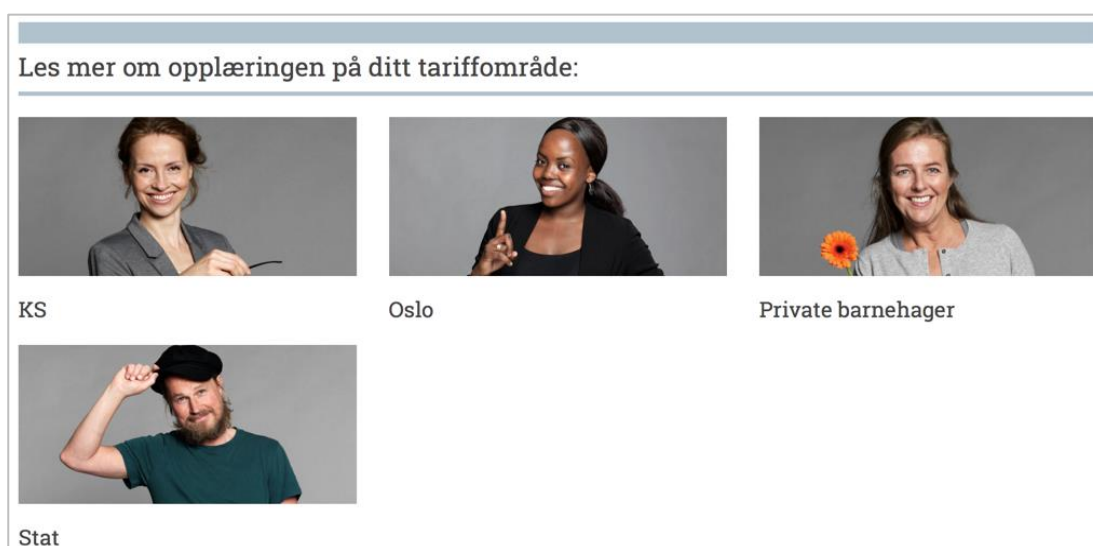 Les mer om opplæringen på ditt tariffområde:
KS
Oslo
Private barnehager
Stat